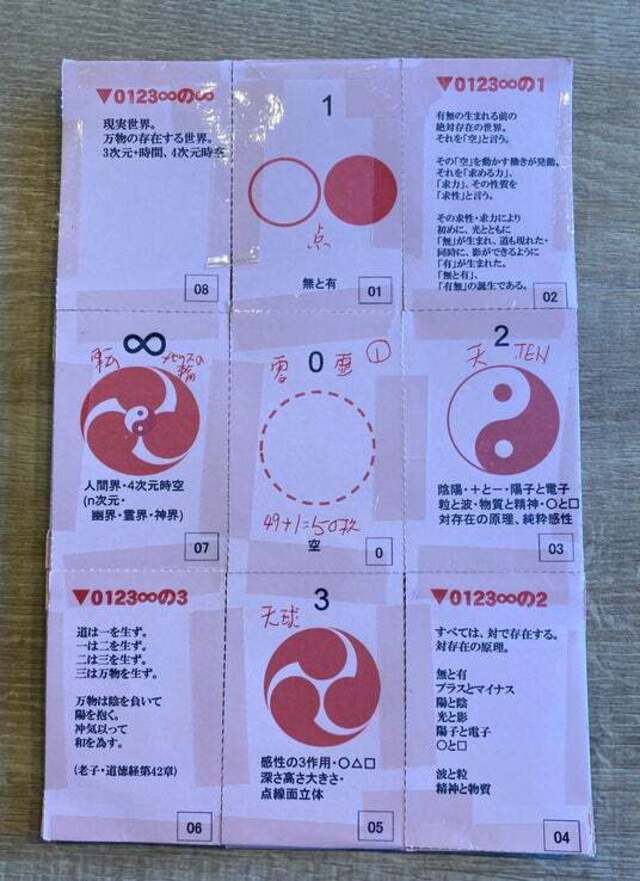 ▼0123∞の∞
現実世界。
万物の存在する世界。
3次元・時間、4次元時空
08
1
点
無と有
01
▼0123∞の1
有無の生まれる前の
絶対存在の世界。
それを「空」と言う。
その「空」を動かす働きが発動。
それを「求める力」、
「求力」、その性質を
「求性」と言う。
その求性・求力により
初めに、光とともに
「無」が生まれ、道も現れた・
同時に、影ができるように
「有」が生まれた。
「無と有」、
「有無」の誕生である。
02
∞
転 メビウスの
輪
人間界・4次元時空
(n次元・
幽界・霊界・神界)
07
0
零 霊 ①
49+1=50次
空
0
2
天 TEN
陰陽・+と－・陽子と電子
粒と波・物質と精神・〇と□
対存在の原理、純粋感性
03
▼0123∞の3
道は一を生ず。
一は二を生ず。
二は三を生ず。
三は万物を生ず。
万物は陰を負いて
陽を抱く。
冲気以って
和を為す。
(老子・道徳経第42章)
06
3
天球
感性の3作用・〇△□
深さ高さ大きさ・
点線面立体
05
▼0123∞の2
すべては、対で存在する。
対存在の原理。
無と有
プラスとマイナス
陽と陰
光と影
陽子と電子
〇と□
波と粒
精神と物質
04